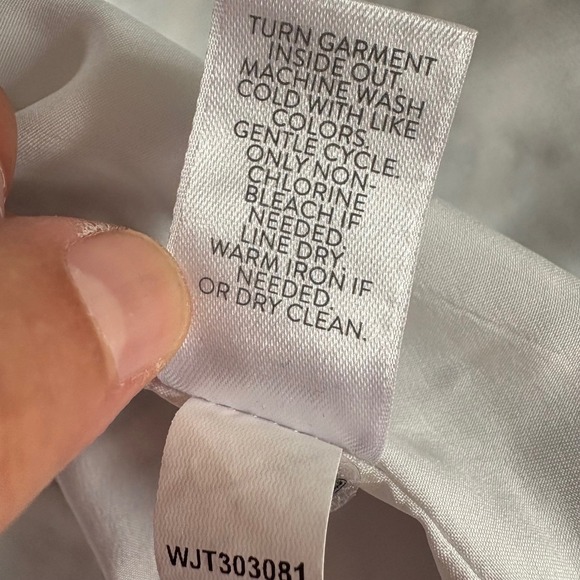 TURN GARMENT
INSIDE OUT.
MACHINE WASH
COLD WITH LIKE
COLORS.
GENTLE CYCLE.
ONLY NON-
CHLORINE
BLEACH IF
NEEDED.
LINE DRY.
WARM IRON IF
NEEDED
OR DRY CLEAN.
WJT303081